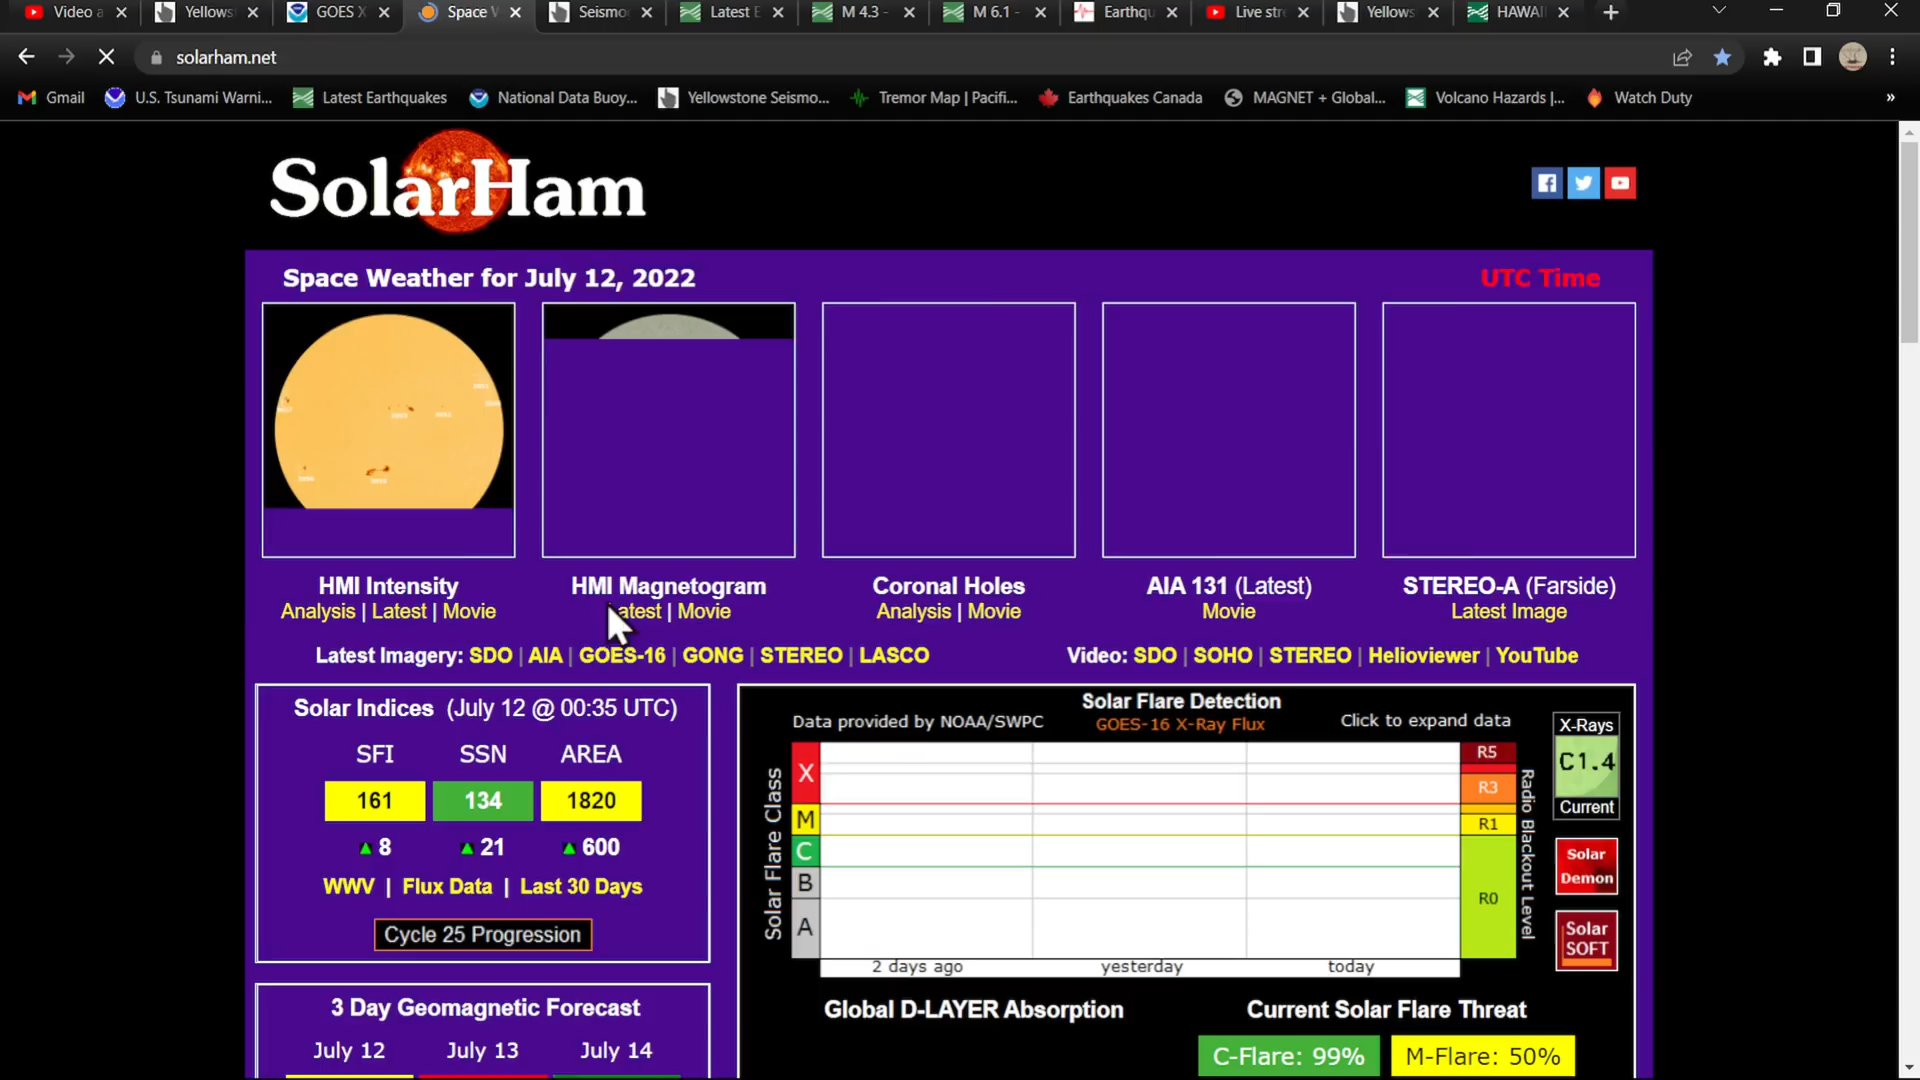 Video a
Yellows
GOES X
Space W
Seismo
Latest E
M 4.3 -
M 6.1 -
Earthqu
Live str
Yellows
HAWAI
solarham.net
Gmail
U.S. Tsunami Warni...
Latest Earthquakes
National Data Buoy...
Yellowstone Seismo...
Tremor Map | Pacifi...
Earthquakes Canada
MAGNET + Global...
Volcano Hazards |...
Watch Duty
»
SolarHam
Space Weather for July 12, 2022
UTC Time
HMI Intensity
Analysis | Latest | Movie
HMI Magnetogram
Latest | Movie
Coronal Holes
Analysis | Movie
AIA 131 (Latest)
Movie
STEREO-A (Farside)
Latest Image
Latest Imagery: SDO | AIA | GOES-16 | GONG | STEREO | LASCO
Video: SDO | SOHO | STEREO | Helioviewer | YouTube
Solar Indices (July 12 @ 00:35 UTC)
SFI SSN AREA
161 134 1820
8 21 600
WWV | Flux Data | Last 30 Days
Cycle 25 Progression
3 Day Geomagnetic Forecast
July 12 July 13 July 14
Solar Flare Detection
Data provided by NOAA/SWPC
GOES-16 X-Ray Flux
Click to expand data
Solar Flare Class
X
M
C
B
A
R5
R3
R1
R0
Radio Blackout Level
2 days ago yesterday today
X-Rays
C1.4
Current
Solar
Demon
Solar
SOFT
Global D-LAYER Absorption
Current Solar Flare Threat
C-Flare: 99%
M-Flare: 50%